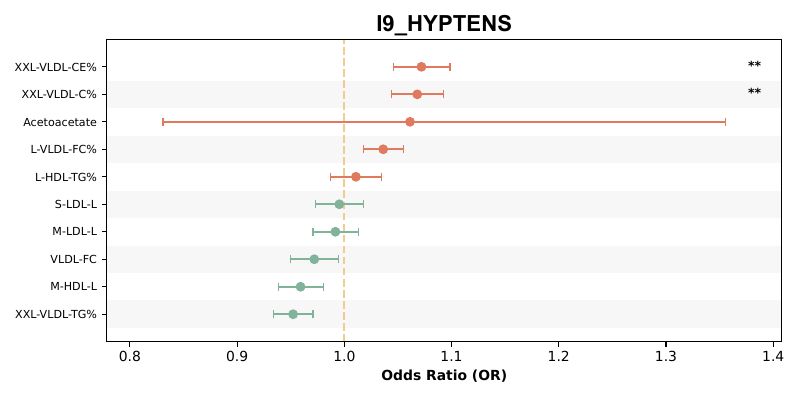 I9_HYPTENS
XXL-VLDL-CE% **
XXL-VLDL-C% **
Acetoacetate
L-VLDL-FC%
L-HDL-TG%
S-LDL-L
M-LDL-L
VLDL-FC
M-HDL-L
XXL-VLDL-TG%
0.8 0.9 1.0 1.1 1.2 1.3 1.4
Odds Ratio (OR)